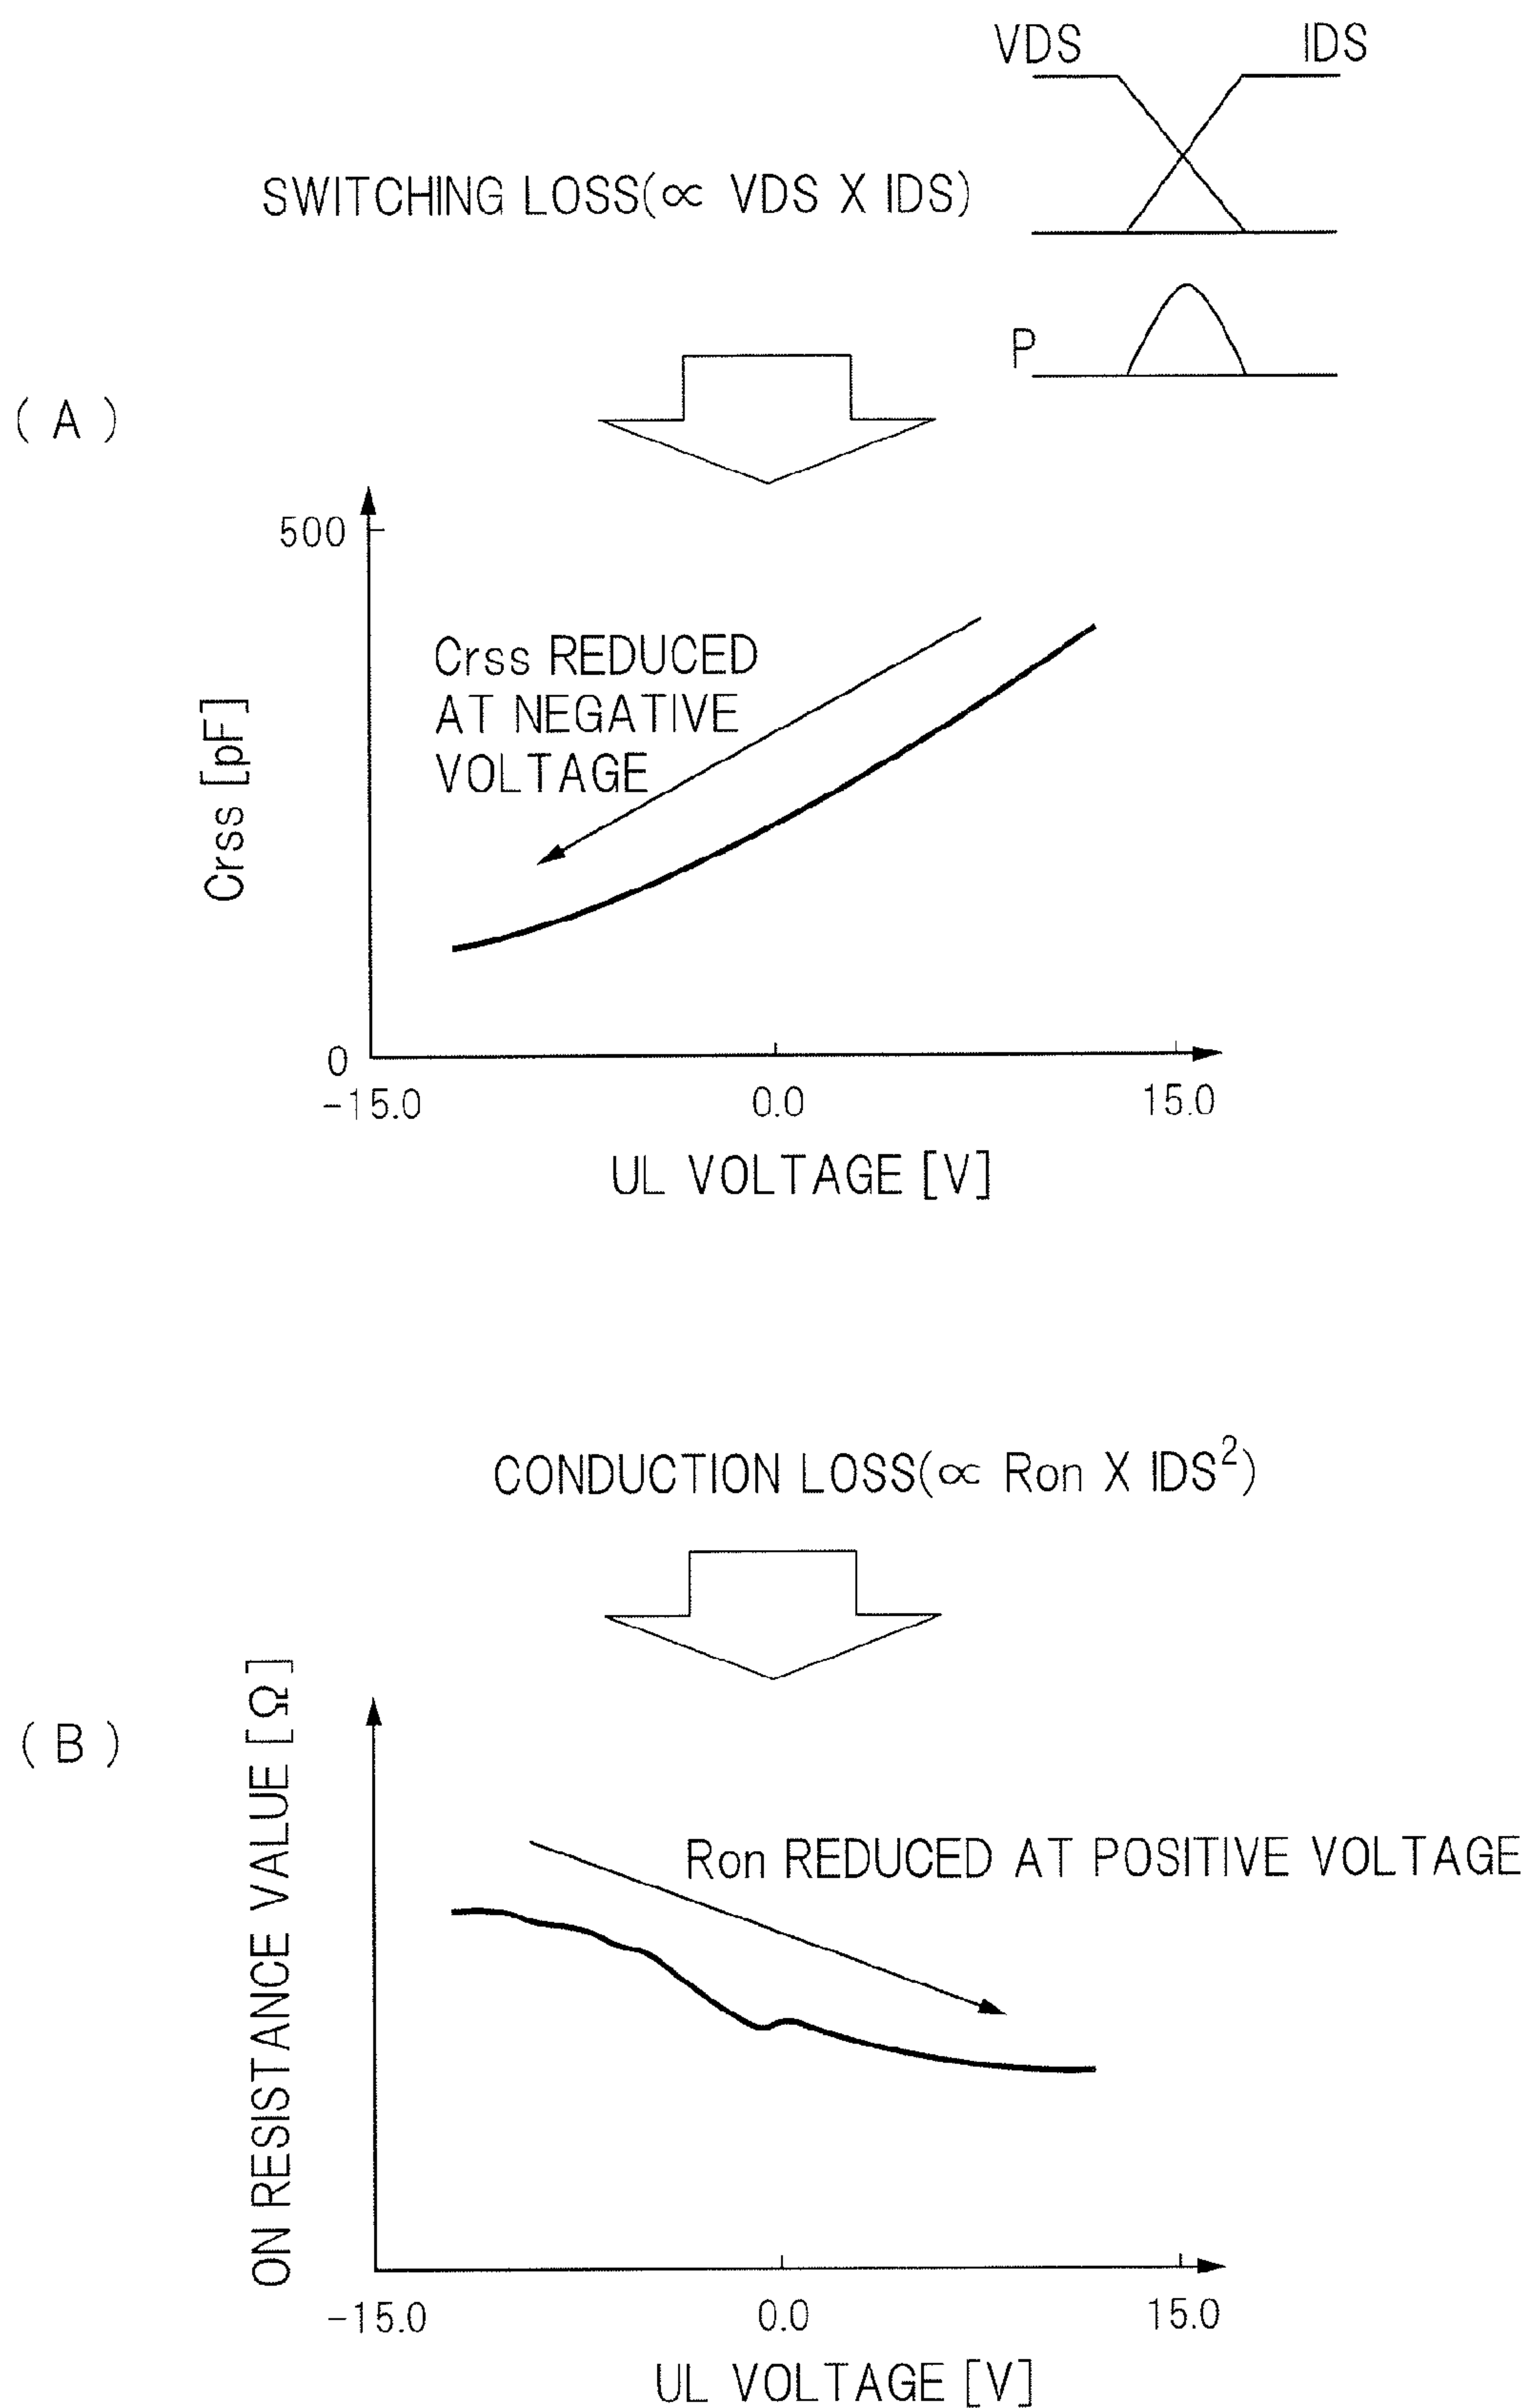 VDS IDS
SWITCHING LOSS(∝ VDS X IDS)
P
( A )
500
Crss REDUCED
AT NEGATIVE
VOLTAGE
Crss [pF]
0
-15.0 0.0 15.0
UL VOLTAGE [V]
CONDUCTION LOSS(∝ Ron X IDS²)
( B )
ON RESISTANCE VALUE [Ω]
Ron REDUCED AT POSITIVE VOLTAGE
-15.0 0.0 15.0
UL VOLTAGE [V]